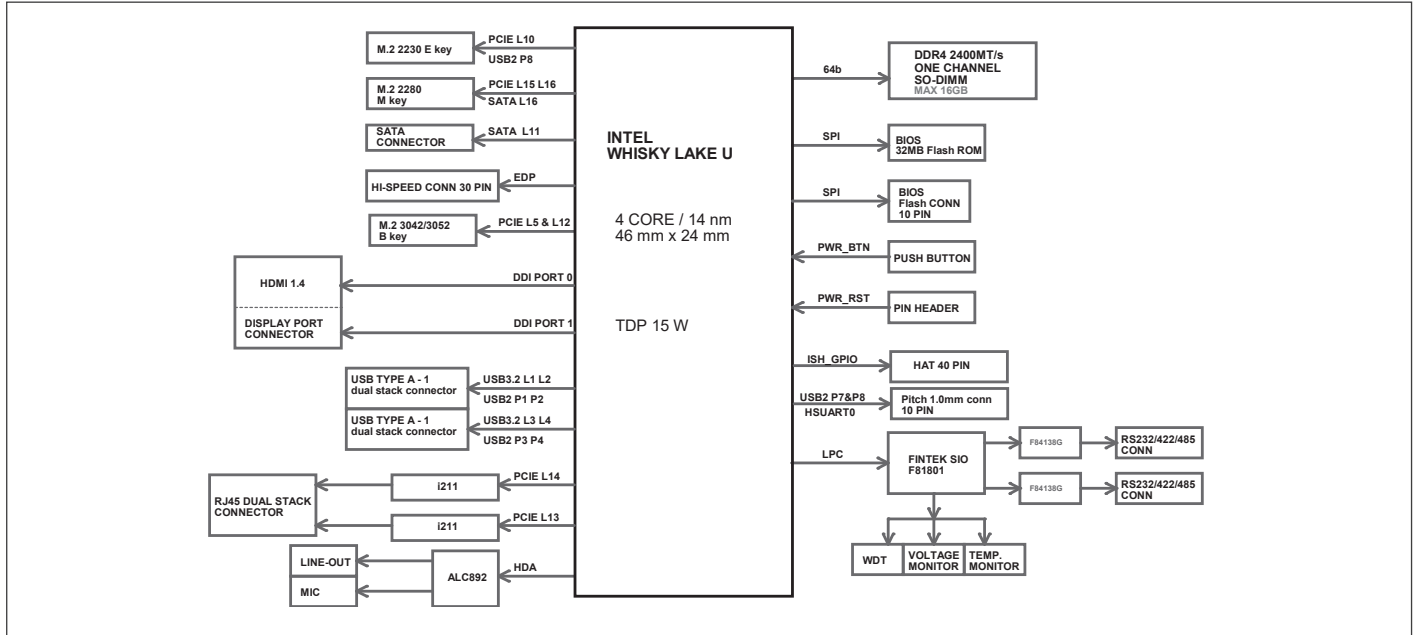 M.2 2230 E key
PCIE L10
USB2 P8
M.2 2280
M key
PCIE L15 L16
SATA L16
SATA
CONNECTOR
SATA L11
HI-SPEED CONN 30 PIN
EDP
M.2 3042/3052
B key
PCIE L5 & L12
HDMI 1.4
DDI PORT 0
DISPLAY PORT
CONNECTOR
DDI PORT 1
USB TYPE A - 1
dual stack connector
USB3.2 L1 L2
USB2 P1 P2
USB TYPE A - 1
dual stack connector
USB3.2 L3 L4
USB2 P3 P4
RJ45 DUAL STACK
CONNECTOR
i211
PCIE L14
i211
PCIE L13
LINE-OUT
MIC
ALC892
HDA
INTEL
WHISKY LAKE U
4 CORE / 14 nm
46 mm x 24 mm
TDP 15 W
64b
DDR4 2400MT/s
ONE CHANNEL
SO-DIMM
MAX 16GB
SPI
BIOS
32MB Flash ROM
SPI
BIOS
Flash CONN
10 PIN
PWR_BTN
PUSH BUTTON
PWR_RST
PIN HEADER
ISH_GPIO
HAT 40 PIN
USB2 P7&P8
HSUART0
Pitch 1.0mm conn
10 PIN
LPC
FINTEK SIO
F81801
F84138G
RS232/422/485
CONN
F84138G
RS232/422/485
CONN
WDT
VOLTAGE
MONITOR
TEMP.
MONITOR